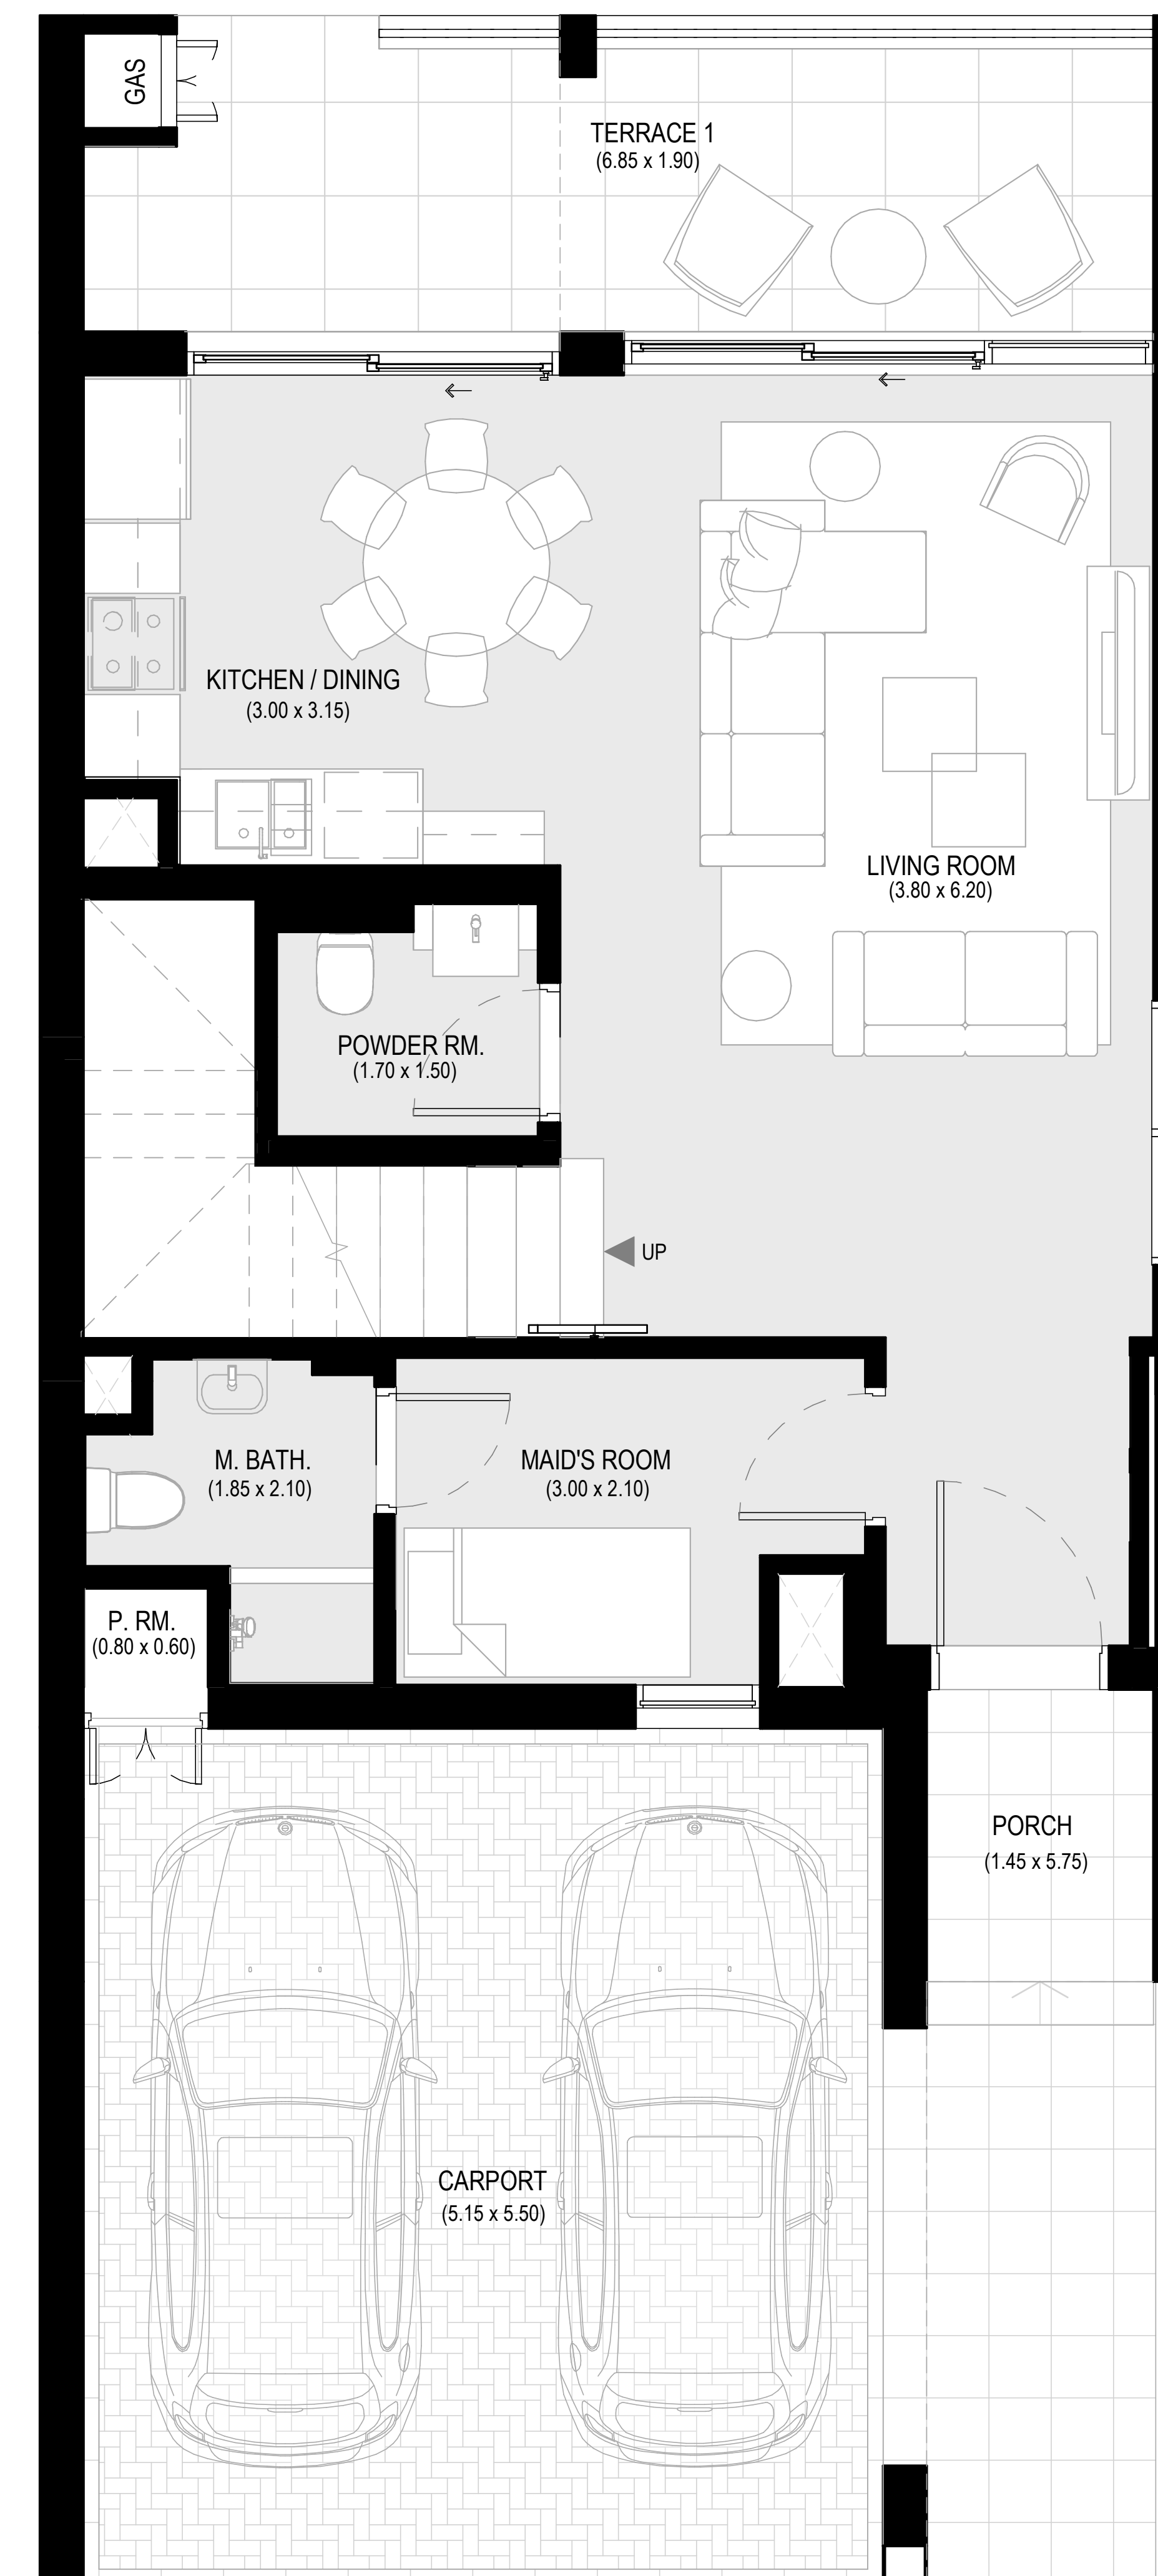 GAS
TERRACE 1
(6.85 x 1.90)
KITCHEN / DINING
(3.00 x 3.15)
LIVING ROOM
(3.80 x 6.20)
POWDER RM.
(1.70 x 1.50)
UP
M. BATH.
(1.85 x 2.10)
MAID'S ROOM
(3.00 x 2.10)
P. RM.
(0.80 x 0.60)
PORCH
(1.45 x 5.75)
CARPORT
(5.15 x 5.50)